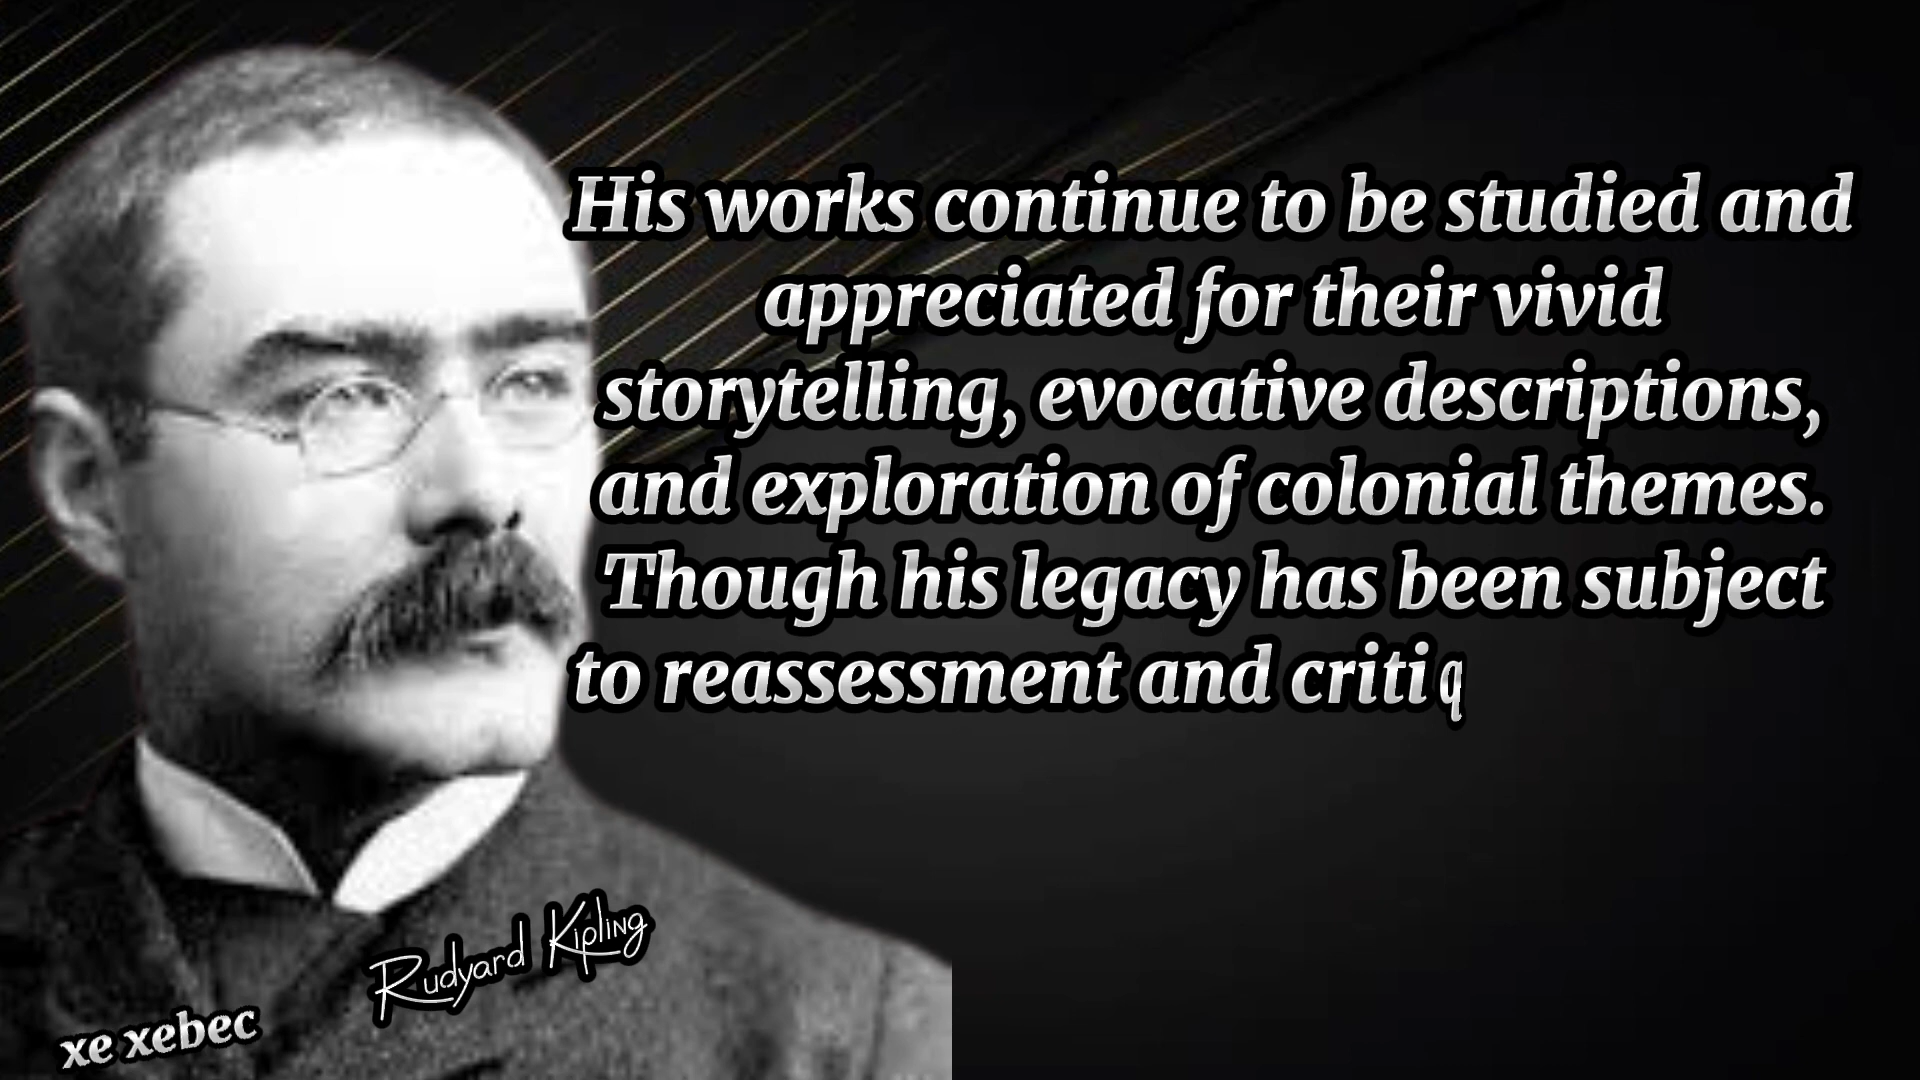 His works continue to be studied and
appreciated for their vivid
storytelling, evocative descriptions,
and exploration of colonial themes.
Though his legacy has been subject
to reassessment and critiq
Rudyard Kipling
xe xebec